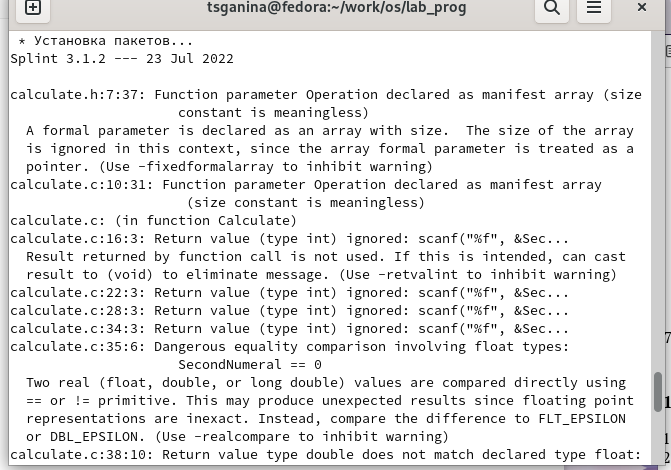 tsganina@fedora:~/work/os/lab_prog
* Установка пакетов...
Splint 3.1.2 --- 23 Jul 2022
calculate.h:7:37: Function parameter Operation declared as manifest array (size
constant is meaningless)
A formal parameter is declared as an array with size.  The size of the array
is ignored in this context, since the array formal parameter is treated as a
pointer. (Use -fixedformalarray to inhibit warning)
calculate.c:10:31: Function parameter Operation declared as manifest array
(size constant is meaningless)
calculate.c: (in function Calculate)
calculate.c:16:3: Return value (type int) ignored: scanf("%f", &Sec...
Result returned by function call is not used. If this is intended, can cast
result to (void) to eliminate message. (Use -retvalint to inhibit warning)
calculate.c:22:3: Return value (type int) ignored: scanf("%f", &Sec...
calculate.c:28:3: Return value (type int) ignored: scanf("%f", &Sec...
calculate.c:34:3: Return value (type int) ignored: scanf("%f", &Sec...
calculate.c:35:6: Dangerous equality comparison involving float types:
SecondNumeral == 0
Two real (float, double, or long double) values are compared directly using
== or != primitive. This may produce unexpected results since floating point
representations are inexact. Instead, compare the difference to FLT_EPSILON
or DBL_EPSILON. (Use -realcompare to inhibit warning)
calculate.c:38:10: Return value type double does not match declared type float: